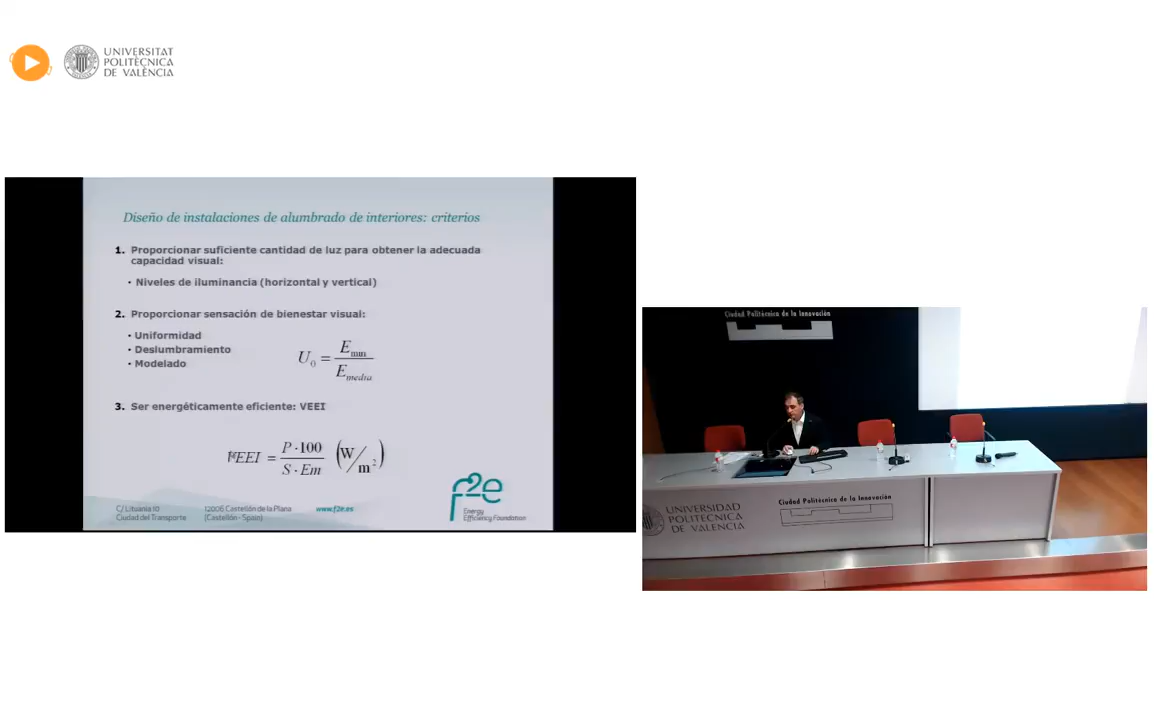 UNIVERSITAT
POLITÈCNICA
DE VALÈNCIA
Diseño de instalaciones de alumbrado de interiores: criterios
1. Proporcionar suficiente cantidad de luz para obtener la adecuada
capacidad visual:
• Niveles de iluminancia (horizontal y vertical)
2. Proporcionar sensación de bienestar visual:
• Uniformidad
• Deslumbramiento
• Modelado
U₀ = E_min / E_media
3. Ser energéticamente eficiente: VEEI
VEEI = P·100 / S·Em (W/m²)
f2e
Energy
Efficiency Foundation
C/ Lituania 10
Ciudad del Transporte
12006 Castellón de la Plana
(Castellón - Spain)
www.f2e.es
Ciudad Politécnica de la Innovación
UNIVERSIDAD
POLITECNICA
DE VALENCIA
Ciudad Politécnica de la Innovación